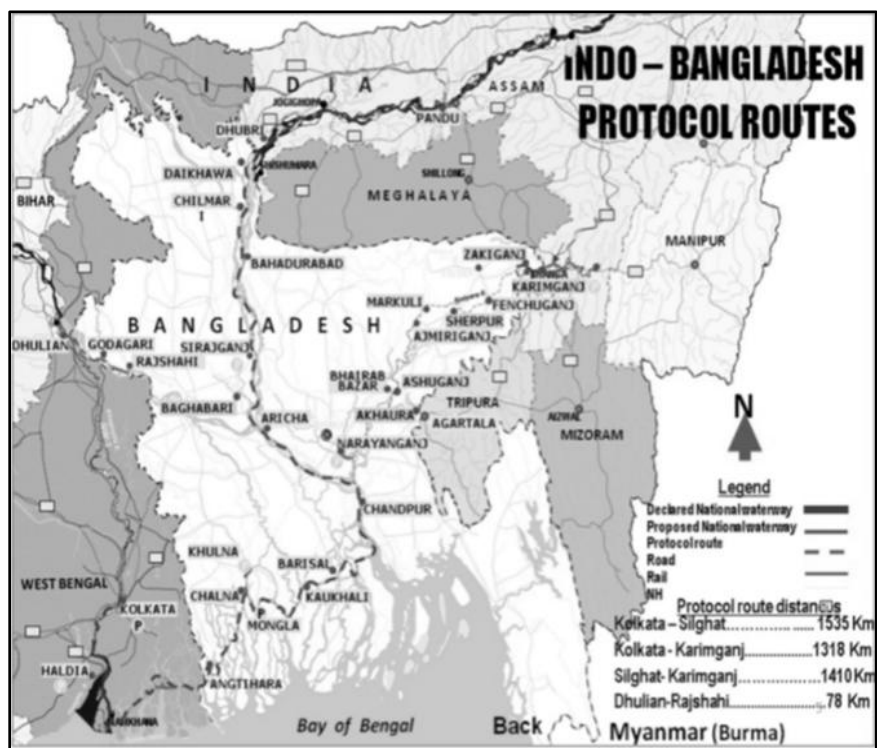 INDO – BANGLADESH
PROTOCOL ROUTES
INDIA
ASSAM
JOGIGHOPA
PANDU
DHUBRI
DAIKHAWA
SHILLONG
MEGHALAYA
BIHAR
CHILMAR
I
MANIPUR
ZAKIGANJ
BAHADURABAD
KARIMGANJ
FENCHUGANJ
MARKULI
SHERPUR
BANGLADESH
AJMIRIGANJ
DHULIAN
GODAGARI
SIRAJGANJ
RAJSHAHI
BHAIRAB
BAZAR
ASHUGANJ
TRIPURA
BAGHABARI
AKHAURA
AGARTALA
AIZWAL
MIZORAM
ARICHA
NARAYANGANJ
N
CHANDPUR
Legend
Declared National waterway
Proposed National waterway
Protocol route
Road
Rail
NH
KHULNA
BARISAL
WEST BENGAL
CHALNA
KAUKHALI
KOLKATA
P
MONGLA
Protocol route distances
Kolkata – Silghat................. 1535 Km
Kolkata - Karimganj................1318 Km
Silghat- Karimganj................1410 Km
Dhulian-Rajshahi.................78 Km
HALDIA
ANGTIHARA
Bay of Bengal
Back
Myanmar (Burma)